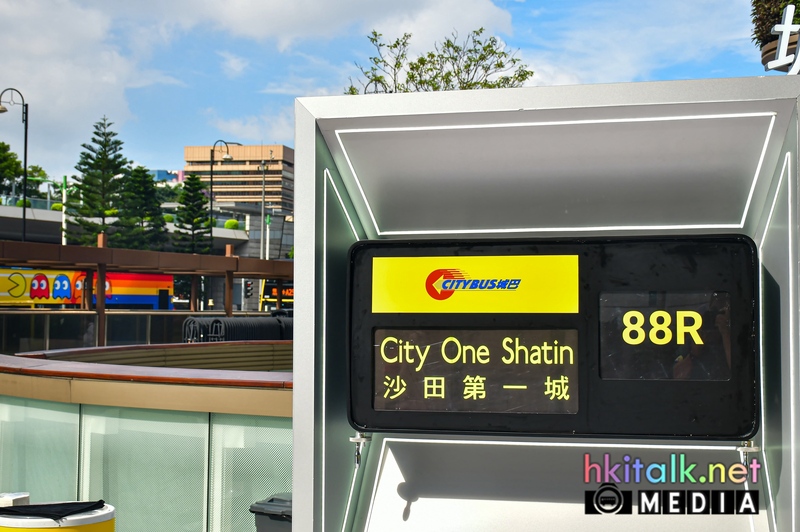 CITYBUS城巴
City One Shatin
沙田第一城
88R
hkitalk.net
MEDIA